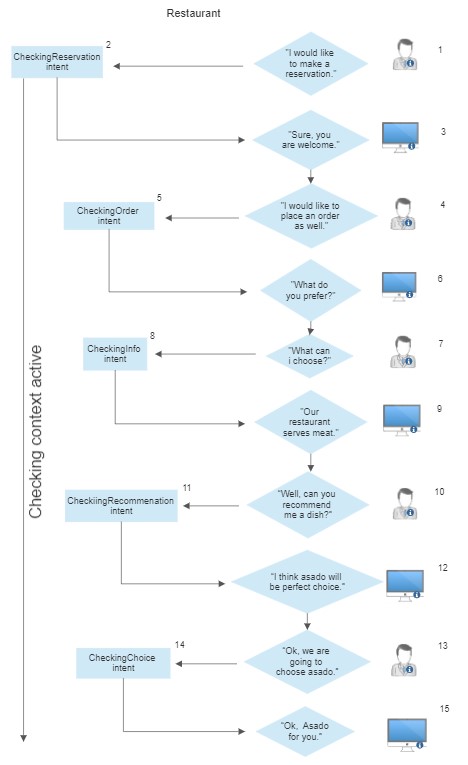 Restaurant
2
CheckingReservation
intent
"I would like
to make a
reservation."
1
"Sure, you
are welcome."
3
5
CheckingOrder
intent
"I would like to
place an order
as well."
4
"What do
you prefer?"
6
8
CheckingInfo
intent
"What can
i choose?"
7
"Our
restaurant
serves meat."
9
11
CheckiingRecommenation
intent
"Well, can you
recommend
me a dish?"
10
"I think asado will
be perfect choice."
12
14
CheckingChoice
intent
"Ok, we are
going to
choose asado."
13
"Ok, Asado
for you."
15
Checking context active